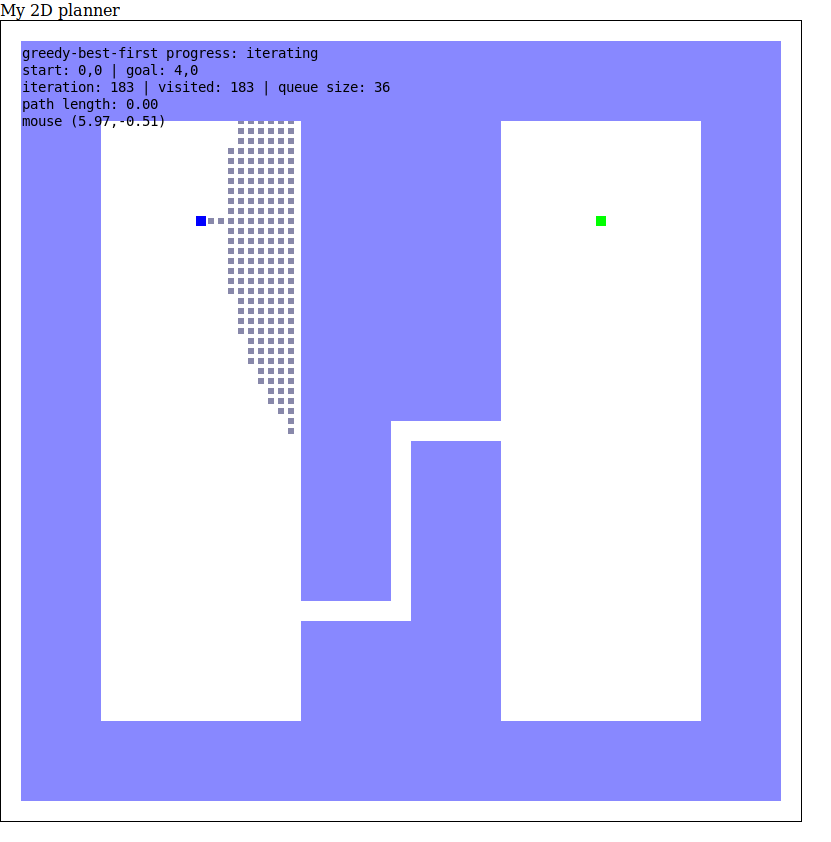 My 2D planner
greedy-best-first progress: iterating
start: 0,0 | goal: 4,0
iteration: 183 | visited: 183 | queue size: 36
path length: 0.00
mouse (5.97,-0.51)